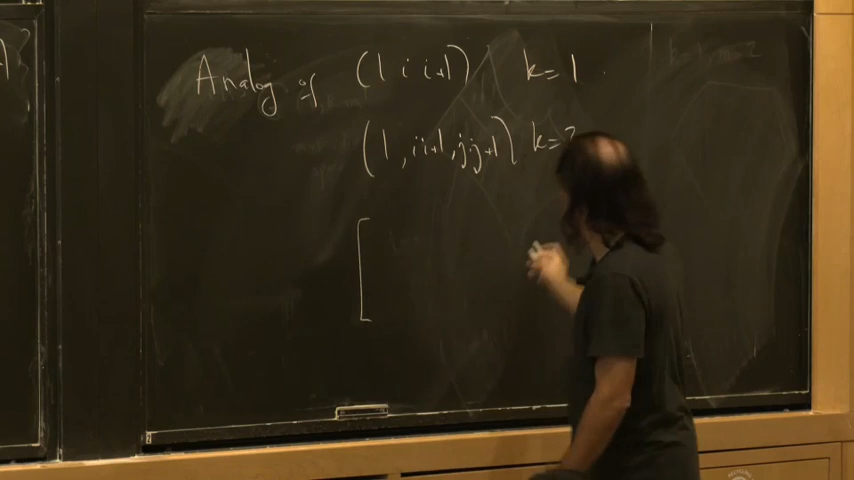 Analog of (1 i i+1) k=1
(1, i i+1, j j+1) k=2
[